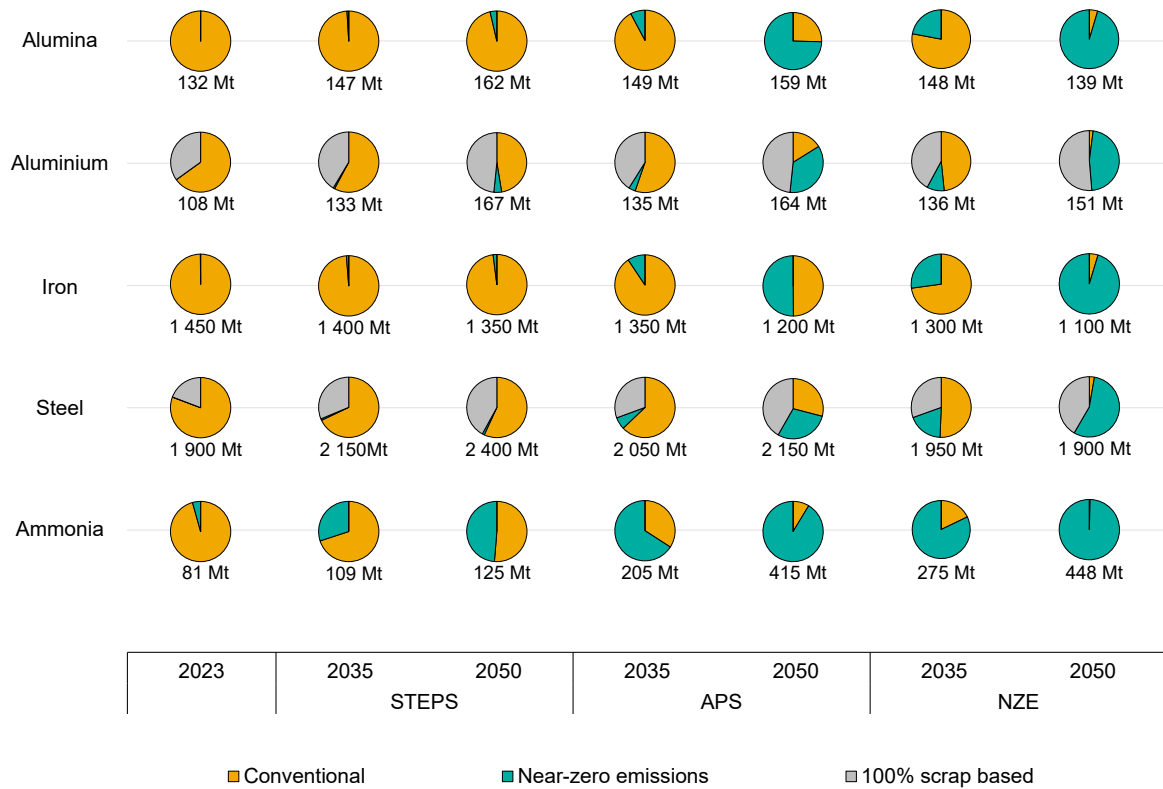 Alumina
132 Mt 147 Mt 162 Mt 149 Mt 159 Mt 148 Mt 139 Mt
Aluminium
108 Mt 133 Mt 167 Mt 135 Mt 164 Mt 136 Mt 151 Mt
Iron
1 450 Mt 1 400 Mt 1 350 Mt 1 350 Mt 1 200 Mt 1 300 Mt 1 100 Mt
Steel
1 900 Mt 2 150Mt 2 400 Mt 2 050 Mt 2 150 Mt 1 950 Mt 1 900 Mt
Ammonia
81 Mt 109 Mt 125 Mt 205 Mt 415 Mt 275 Mt 448 Mt
2023 2035 2050 2035 2050 2035 2050
STEPS APS NZE
Conventional Near-zero emissions 100% scrap based